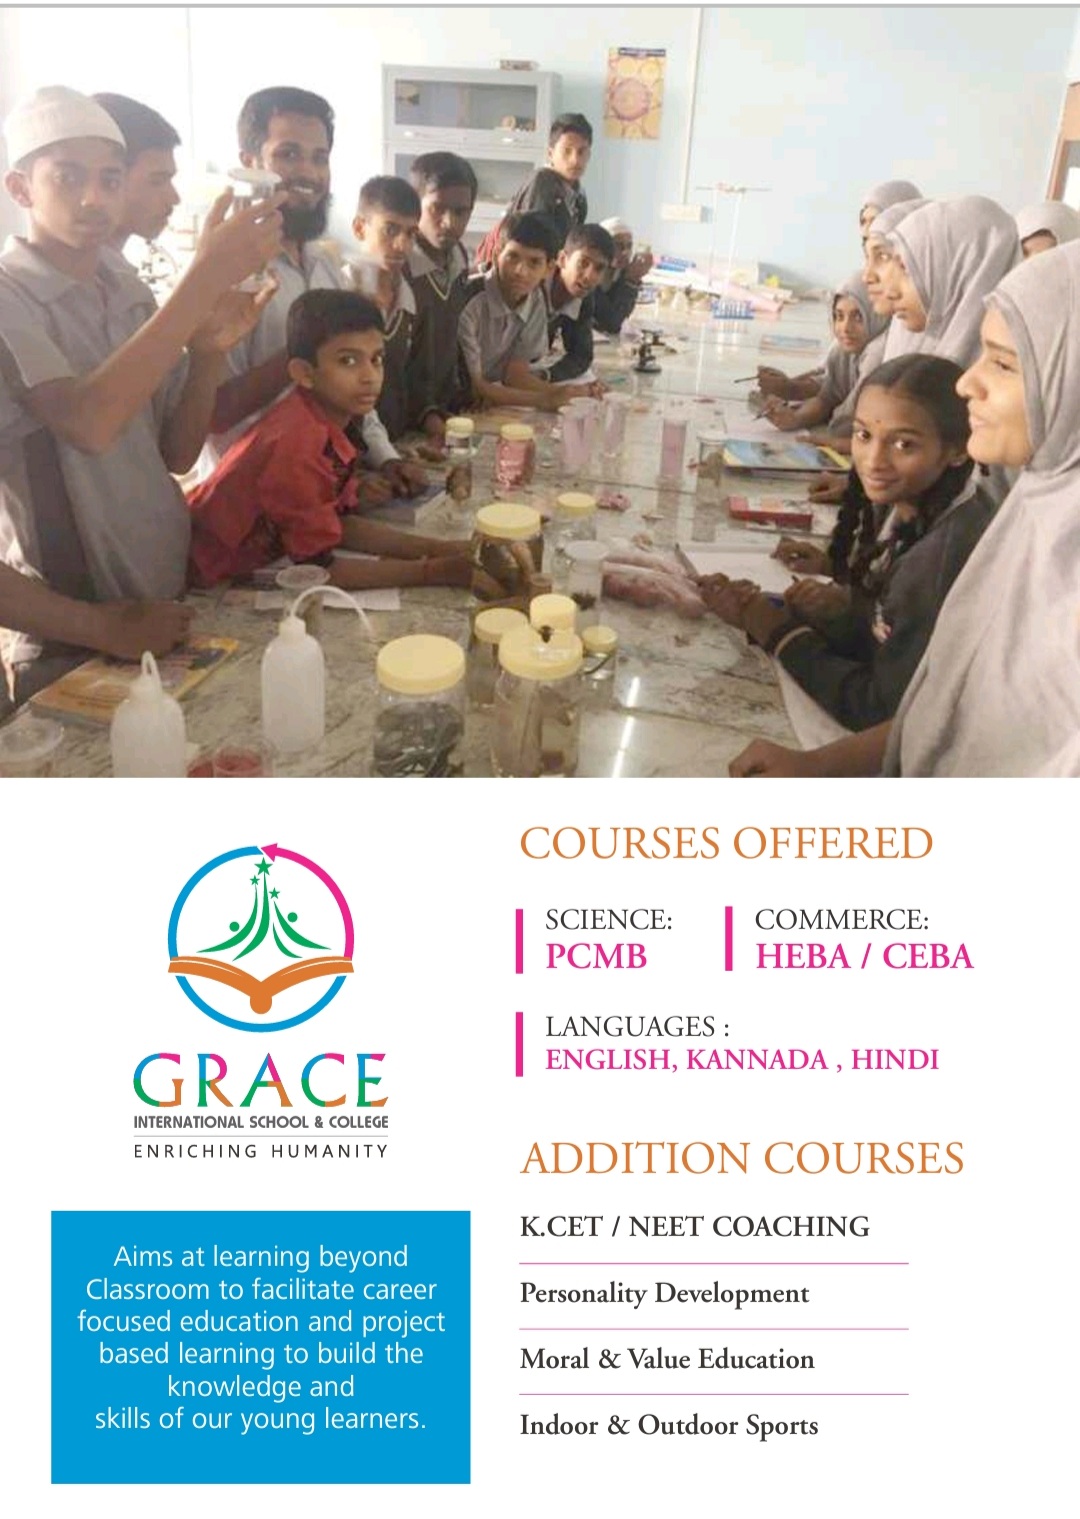 GRACE
INTERNATIONAL SCHOOL & COLLEGE
ENRICHING HUMANITY
Aims at learning beyond
Classroom to facilitate career
focused education and project
based learning to build the
knowledge and
skills of our young learners.
COURSES OFFERED
SCIENCE:
PCMB
COMMERCE:
HEBA / CEBA
LANGUAGES :
ENGLISH, KANNADA , HINDI
ADDITION COURSES
K.CET / NEET COACHING
Personality Development
Moral & Value Education
Indoor & Outdoor Sports